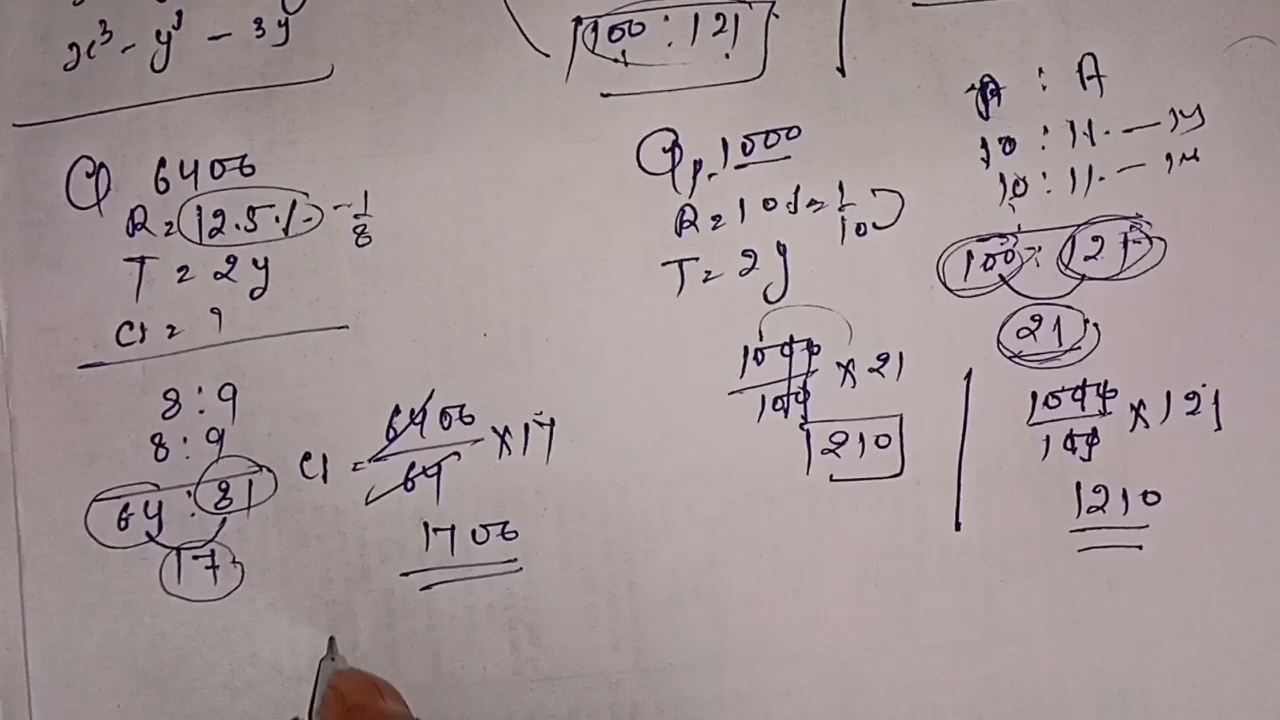 x³ - y³ - 3y
100 : 121
Q 6400
R = 12.5% - 1/8
T = 2y
CI = ?
8 : 9
8 : 9
64 : 81
17
CI = 6400/64 × 17
1700
Q, P. 1000
R = 10% = 1/10
T = 2y
1000/100 × 21
210
P : A
10 : 11 — 1y
10 : 11 — 1y
100 : 121
21
1000/100 × 121
1210